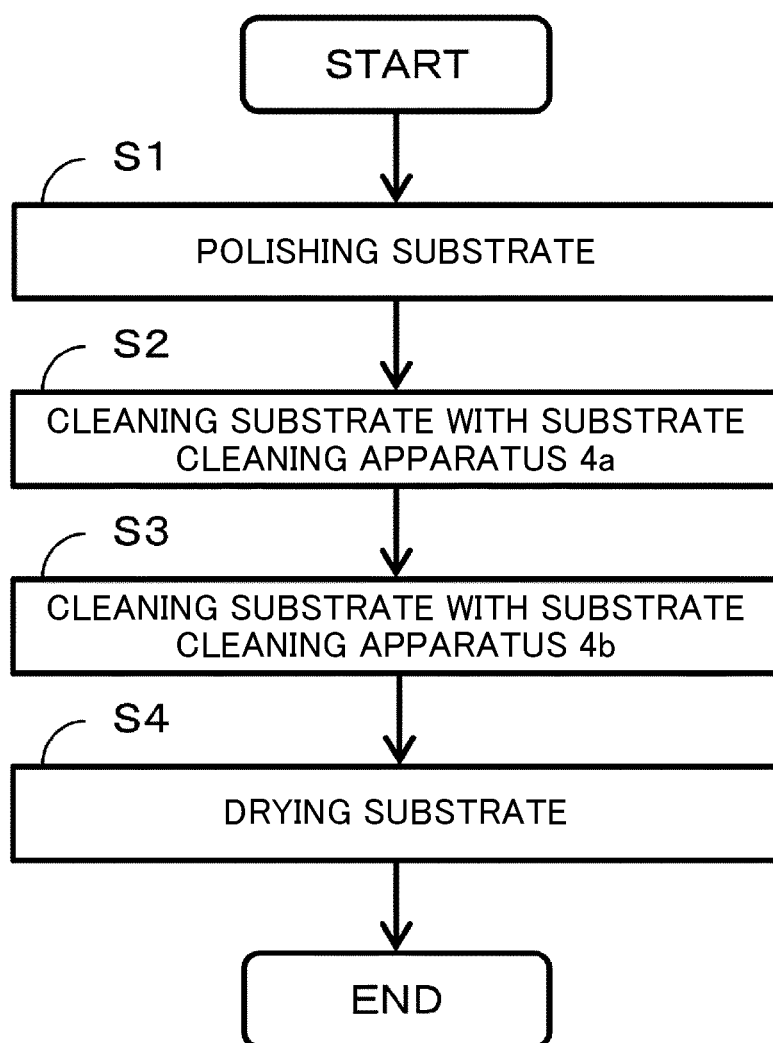 START
S1
POLISHING SUBSTRATE
S2
CLEANING SUBSTRATE WITH SUBSTRATE
CLEANING APPARATUS 4a
S3
CLEANING SUBSTRATE WITH SUBSTRATE
CLEANING APPARATUS 4b
S4
DRYING SUBSTRATE
END